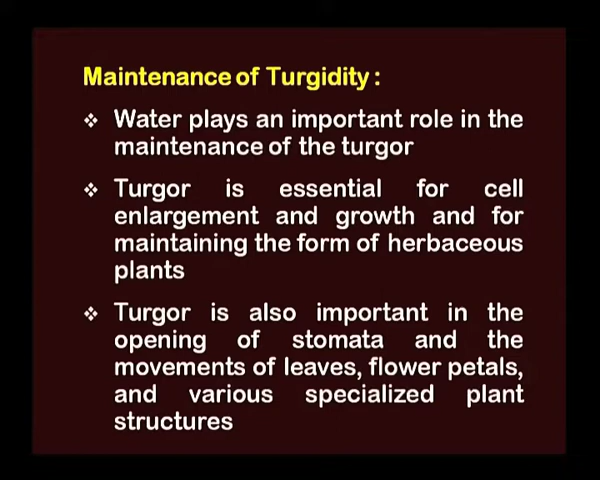 Maintenance of Turgidity :
❖ Water plays an important role in the
maintenance of the turgor
❖ Turgor is essential for cell
enlargement and growth and for
maintaining the form of herbaceous
plants
❖ Turgor is also important in the
opening of stomata and the
movements of leaves, flower petals,
and various specialized plant
structures